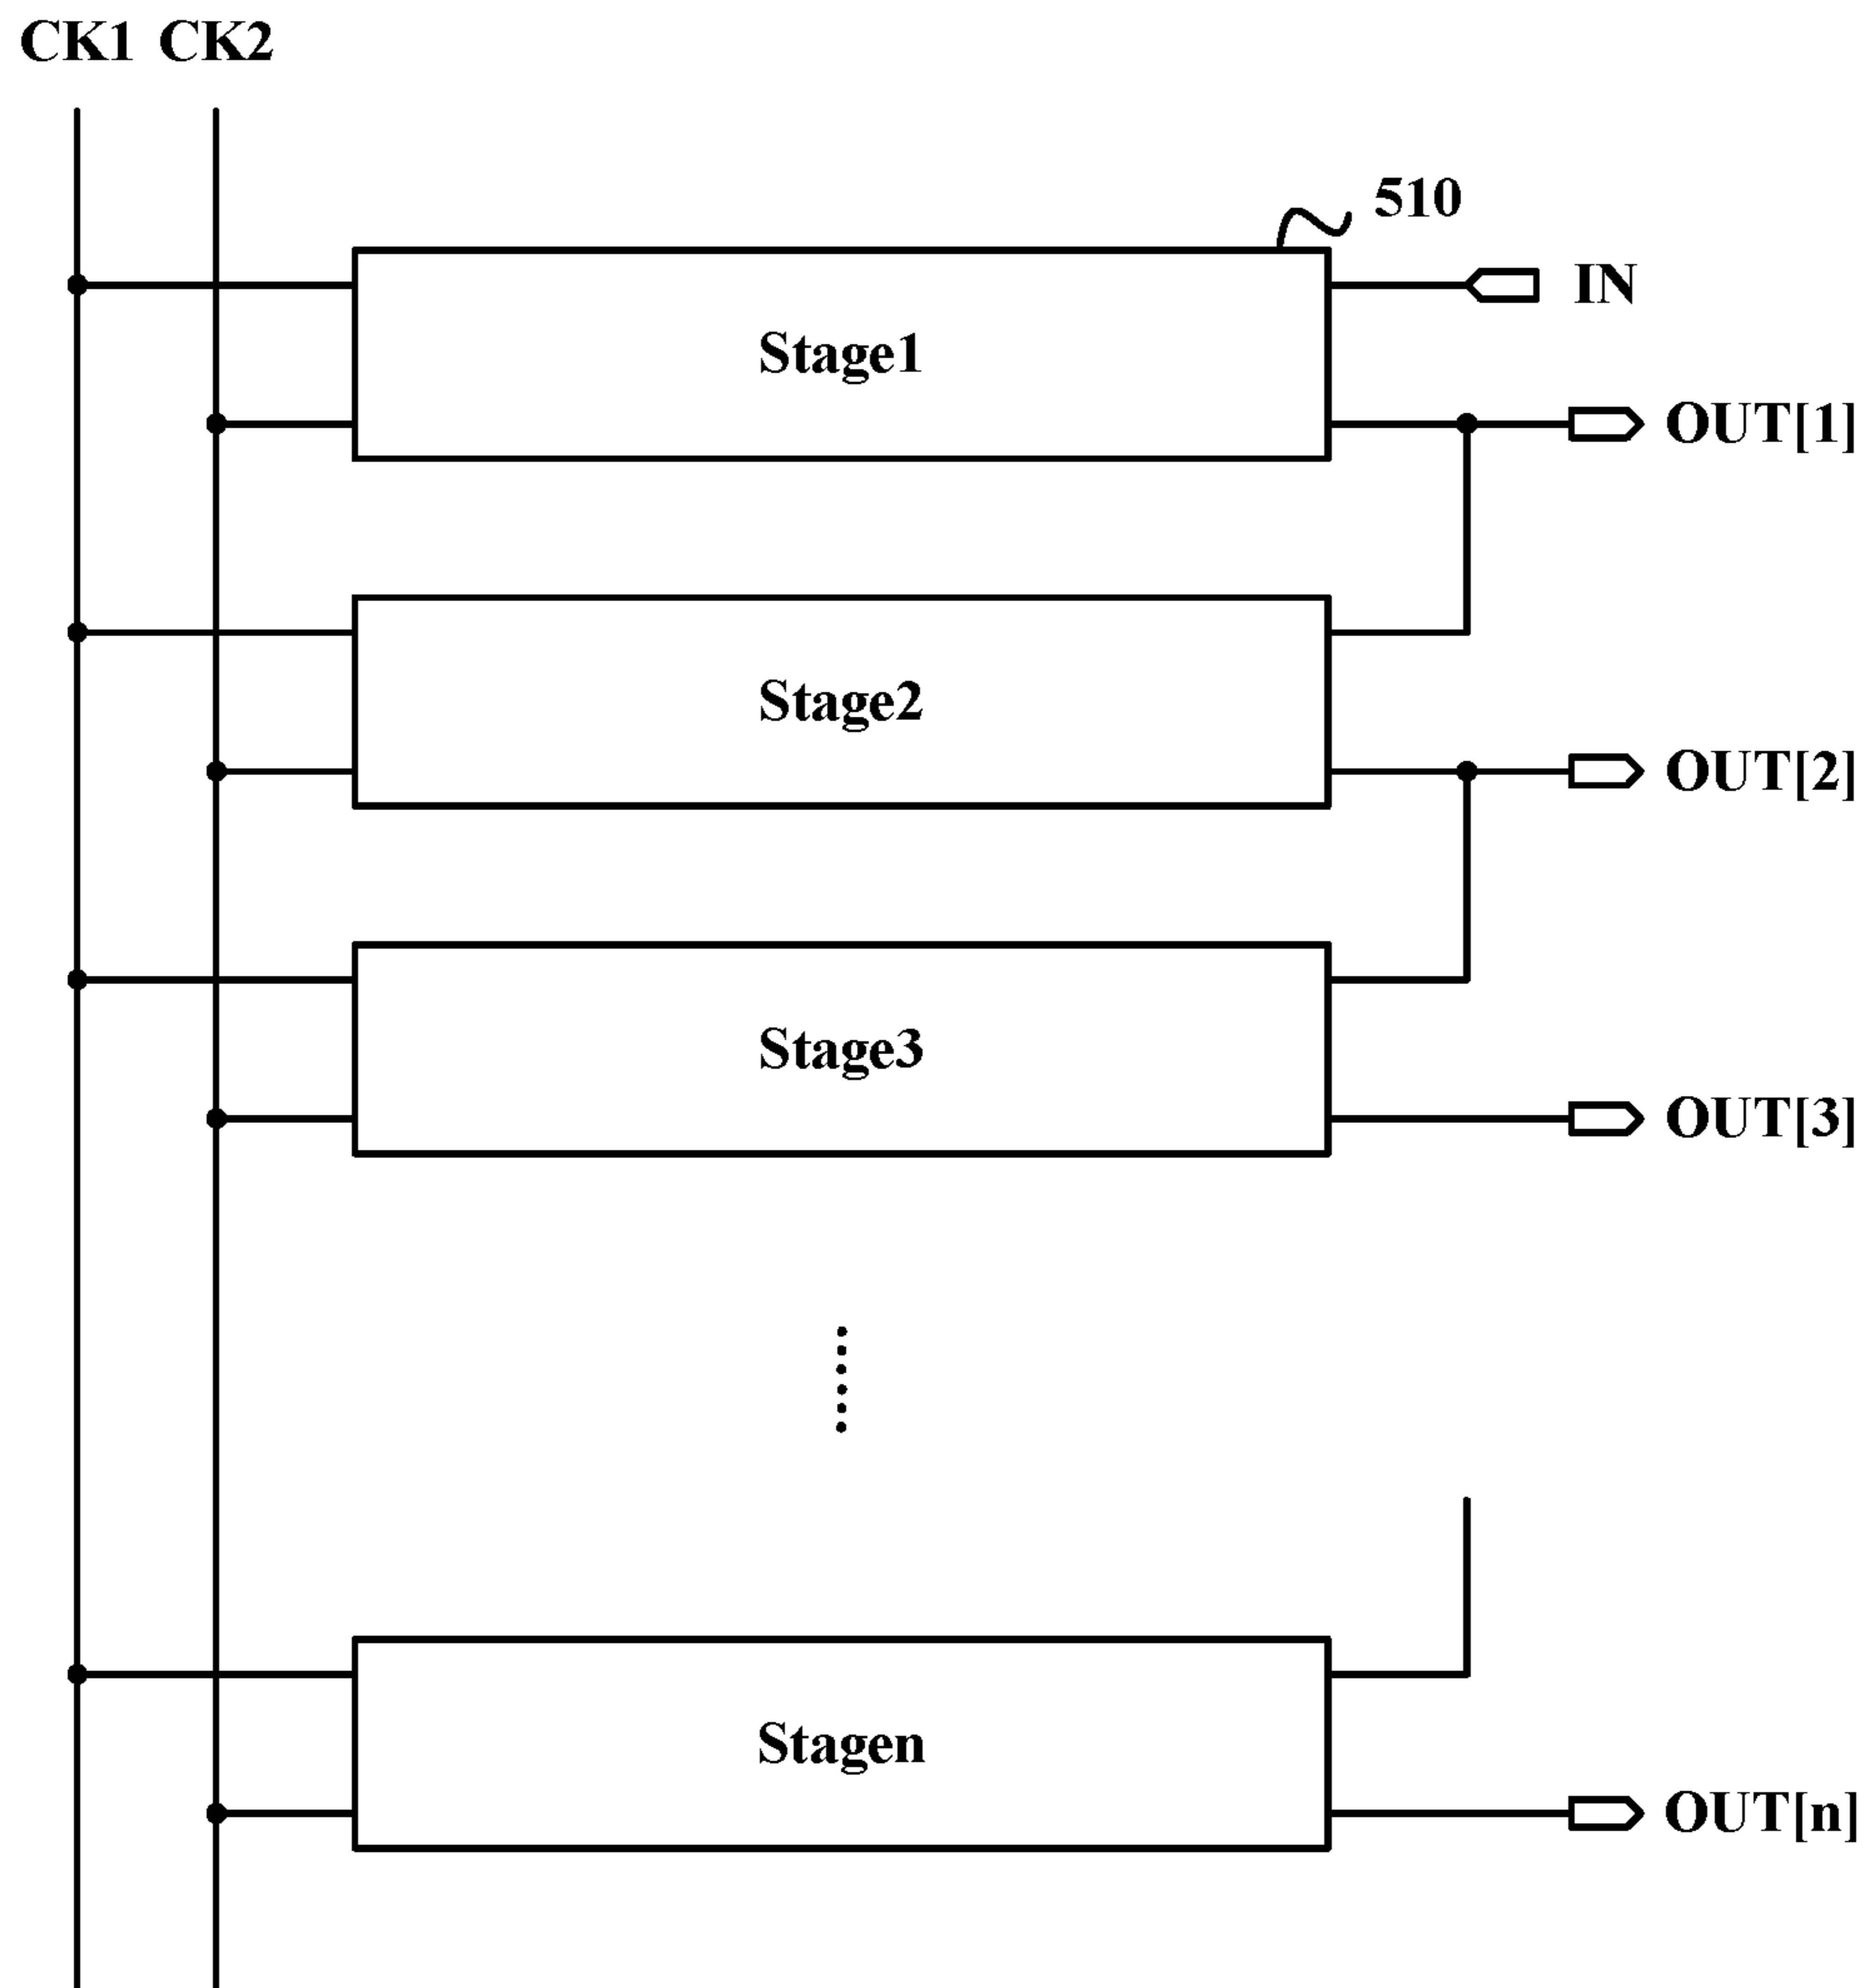 CK1 CK2
510
IN
Stage1
OUT[1]
Stage2
OUT[2]
Stage3
OUT[3]
Stagen
OUT[n]